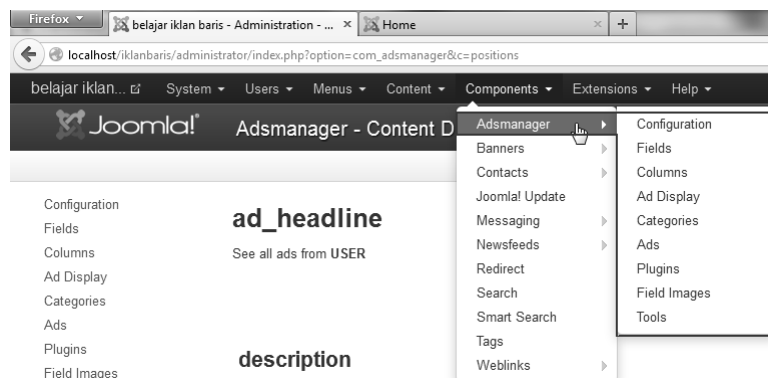 Firefox
belajar iklan baris - Administration - ... ×
Home ×
+
localhost/iklanbaris/administrator/index.php?option=com_adsmanager&c=positions
belajar iklan... System Users Menus Content Components Extensions Help
Joomla!® Adsmanager - Content D
Configuration
Fields
Columns
Ad Display
Categories
Ads
Plugins
Field Images
ad_headline
See all ads from USER
description
Adsmanager
Banners
Contacts
Joomla! Update
Messaging
Newsfeeds
Redirect
Search
Smart Search
Tags
Weblinks
Configuration
Fields
Columns
Ad Display
Categories
Ads
Plugins
Field Images
Tools